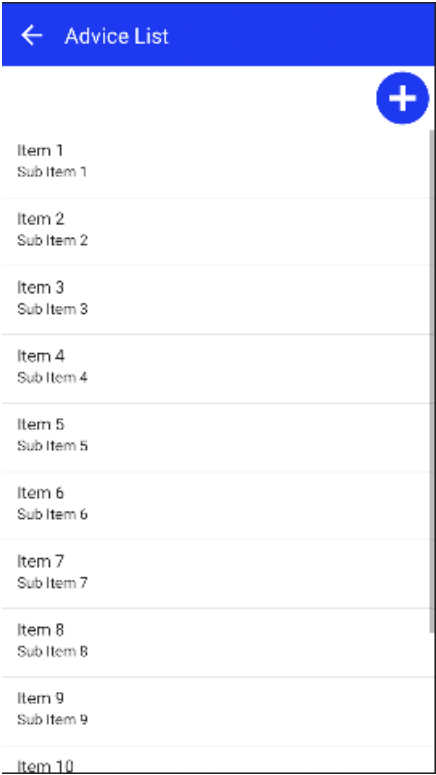 Advice List
Item 1
Sub Item 1
Item 2
Sub Item 2
Item 3
Sub Item 3
Item 4
Sub Item 4
Item 5
Sub Item 5
Item 6
Sub Item 6
Item 7
Sub Item 7
Item 8
Sub Item 8
Item 9
Sub Item 9
Item 10